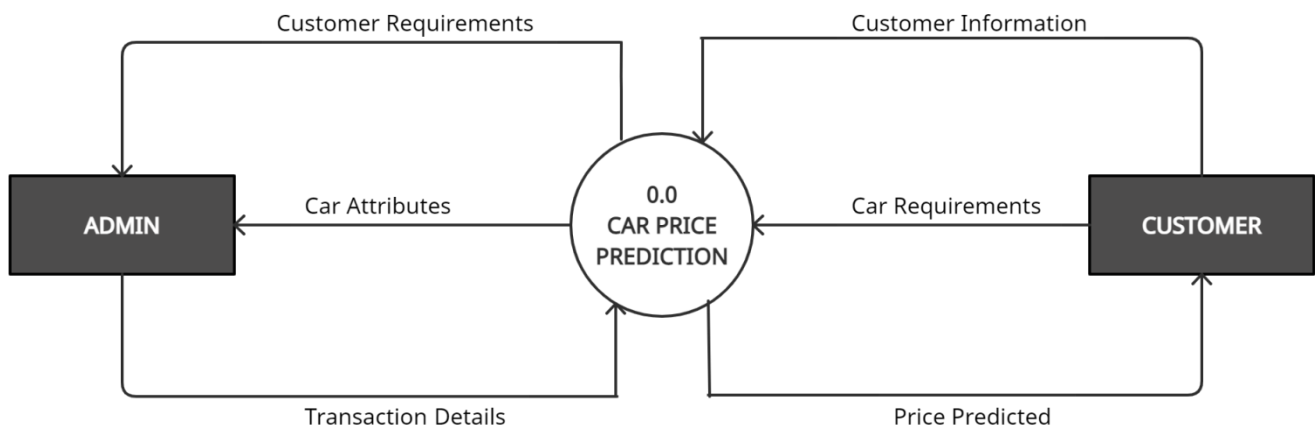 Customer Requirements
Customer Information
ADMIN
Car Attributes
0.0
CAR PRICE
PREDICTION
Car Requirements
CUSTOMER
Transaction Details
Price Predicted